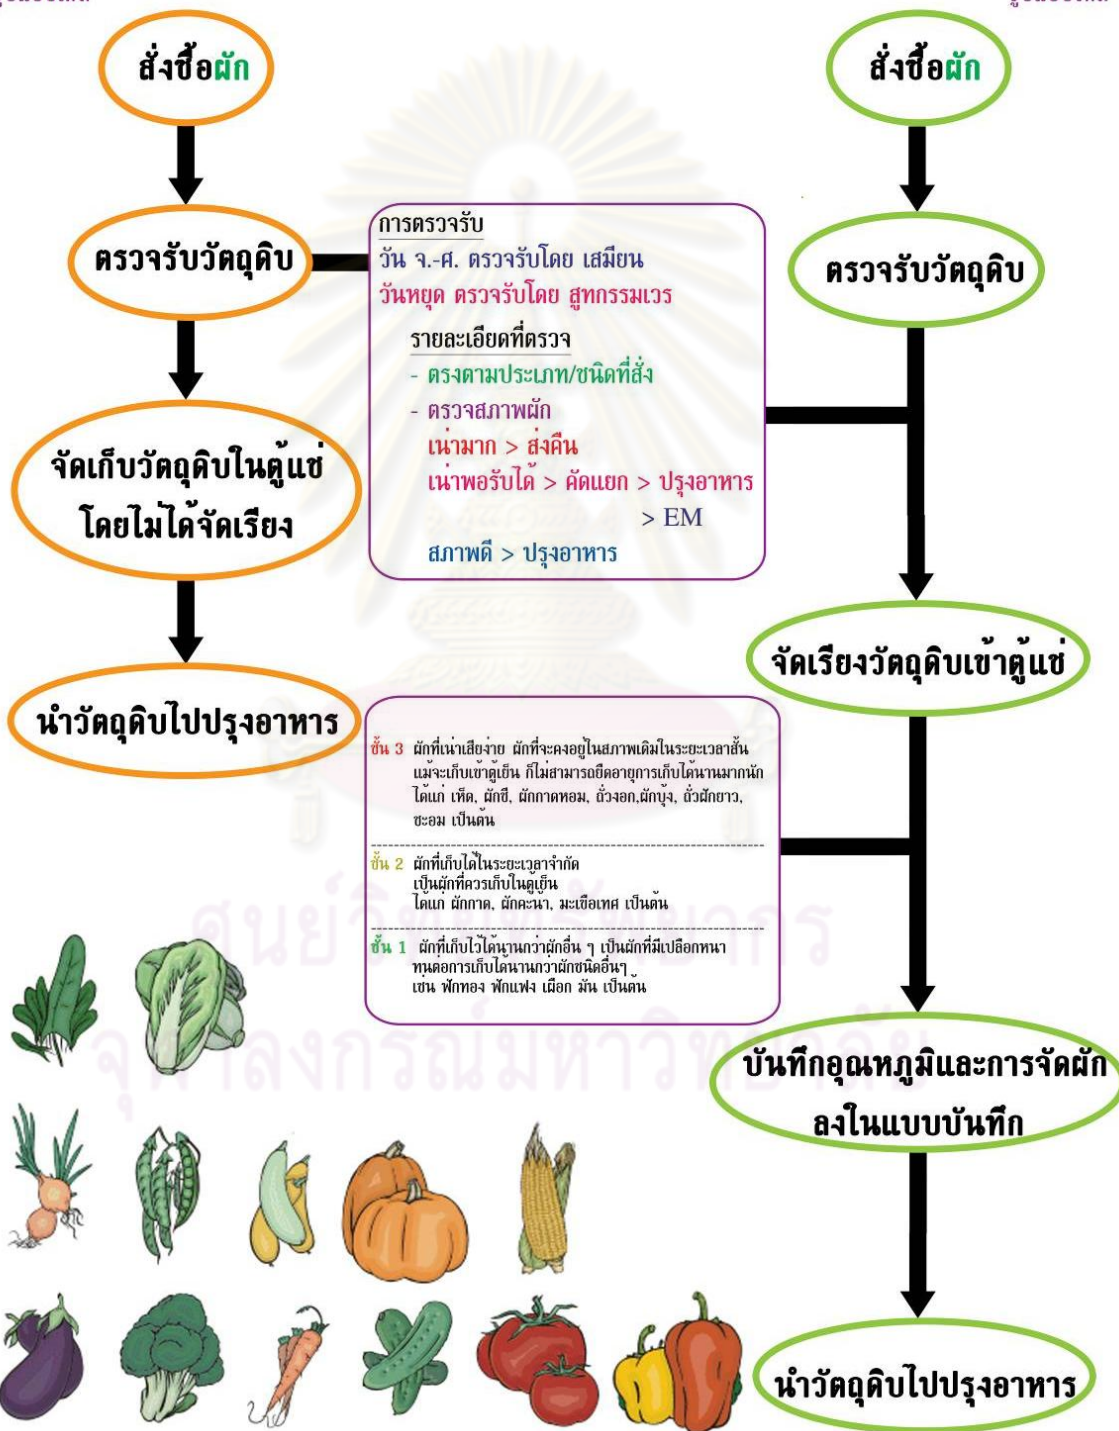 สั่งซื้อผัก
ตรวจรับวัตถุดิบ
จัดเก็บวัตถุดิบในตู้แช่
โดยไม่ได้จัดเรียง
นำวัตถุดิบไปปรุงอาหาร
การตรวจรับ
วัน จ.-ศ. ตรวจรับโดย เสมียน
วันหยุด ตรวจรับโดย สูทกรรมเวร
รายละเอียดที่ตรวจ
- ตรงตามประเภท/ชนิดที่สั่ง
- ตรวจสภาพผัก
เน่ามาก > ส่งคืน
เน่าพอรับได้ > คัดแยก > ปรุงอาหาร
> EM
สภาพดี > ปรุงอาหาร
ชั้น 3 ผักที่เน่าเสียง่าย ผักที่จะคงอยู่ในสภาพเดิมในระยะเวลาสั้น
แม้จะเก็บเข้าตู้เย็น ก็ไม่สามารถยืดอายุการเก็บได้นานมากนัก
ได้แก่ เห็ด, ผักชี, ผักกาดหอม, ถั่วงอก,ผักบุ้ง, ถั่วฝักยาว,
ชะอม เป็นต้น
ชั้น 2 ผักที่เก็บได้ในระยะเวลาจำกัด
เป็นผักที่ควรเก็บในตู้เย็น
ได้แก่ ผักกาด, ผักคะน้า, มะเขือเทศ เป็นต้น
ชั้น 1 ผักที่เก็บไว้ได้นานกว่าผักอื่น ๆ เป็นผักที่มีเปลือกหนา
ทนต่อการเก็บได้นานกว่าผักชนิดอื่นๆ
เช่น ฟักทอง ฟักแฟง เผือก มัน เป็นต้น
สั่งซื้อผัก
ตรวจรับวัตถุดิบ
จัดเรียงวัตถุดิบเข้าตู้แช่
บันทึกอุณหภูมิและการจัดผัก
ลงในแบบบันทึก
นำวัตถุดิบไปปรุงอาหาร
ศูนย์วิทยทรัพยากร
จุฬาลงกรณ์มหาวิทยาลัย